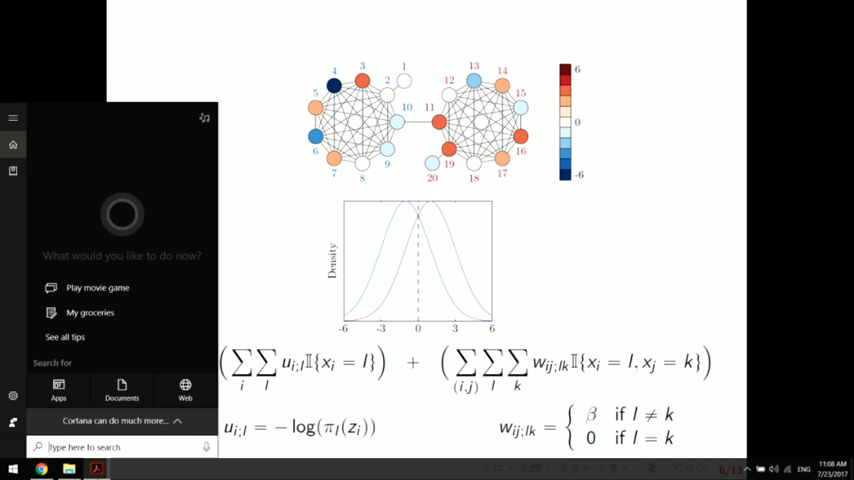 1
2
3
4
5
6
7
8
9
10
11
12
13
14
15
16
17
18
19
20
6
0
-6
Density
-6 -3 0 3 6
( ∑_i ∑_l u_{i;l} 𝕀{x_i = l} ) + ( ∑_{(i,j)} ∑_l ∑_k w_{ij;lk} 𝕀{x_i = l, x_j = k} )
u_{i;l} = − log(π_l(z_i))
w_{ij;lk} = { β if l ≠ k
0 if l = k
What would you like to do now?
Play movie game
My groceries
See all tips
Search for
Apps Documents Web
Cortana can do much more...
Type here to search
6/13
ENG
11:08 AM
7/23/2017